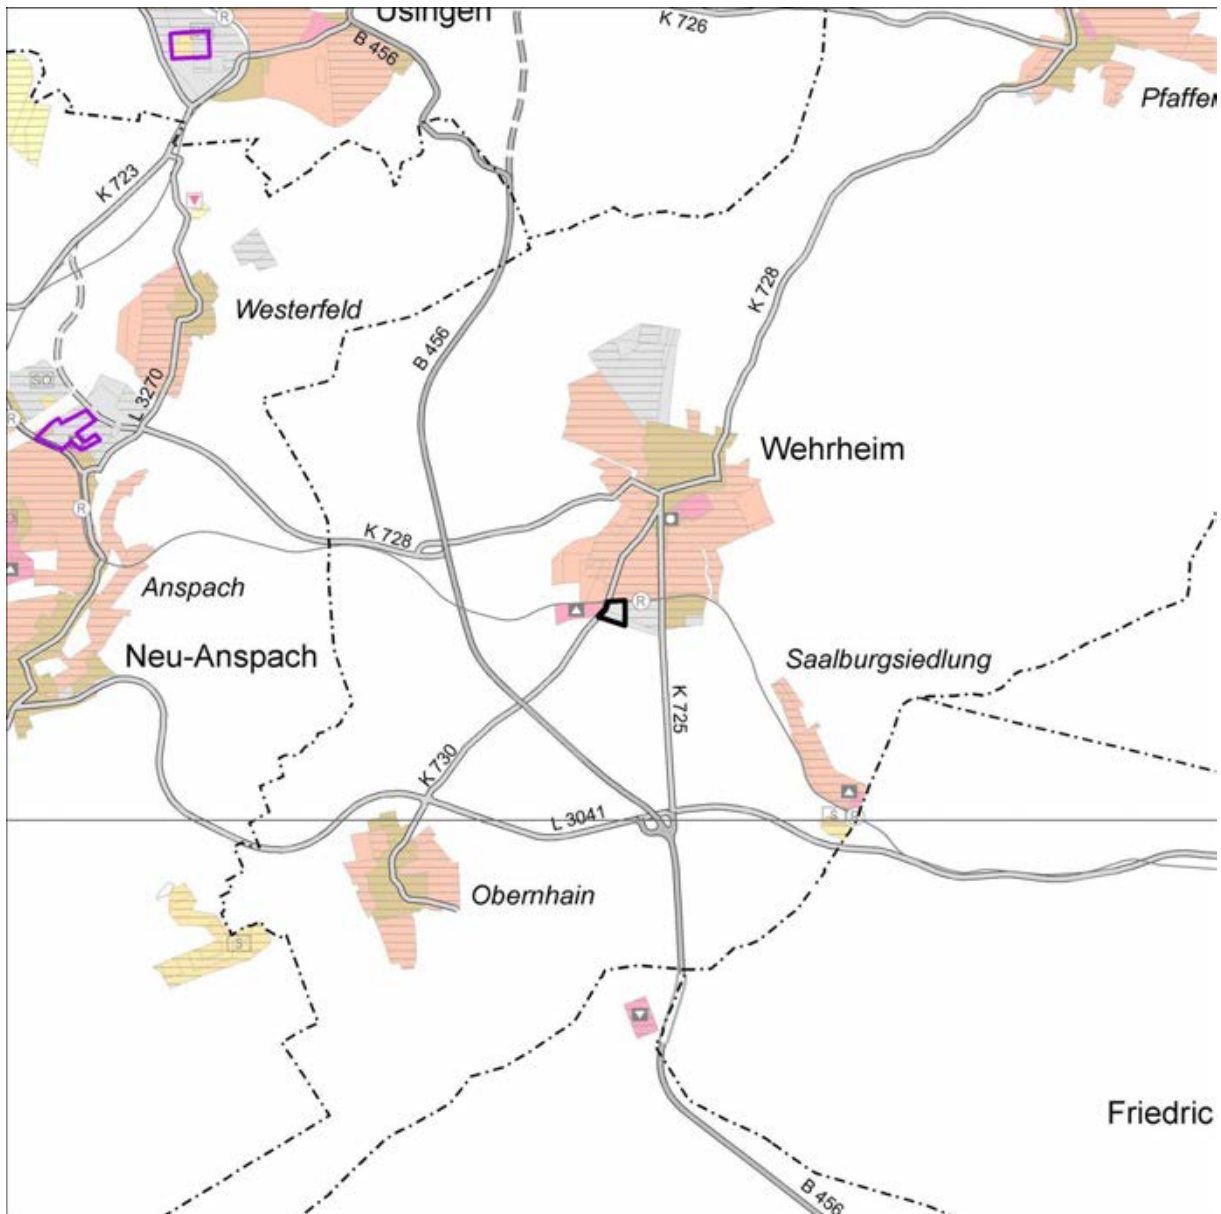 Usingen
K 726
R
B 456
Pfaffer
K 723
K 728
Westerfeld
B 456
SO
L 3270
R
Wehrheim
R
K 728
Anspach
R
Neu-Anspach
Saalburgsiedlung
K 725
K 730
L 3041
S
R
Obernhain
S
Friedric
B 456